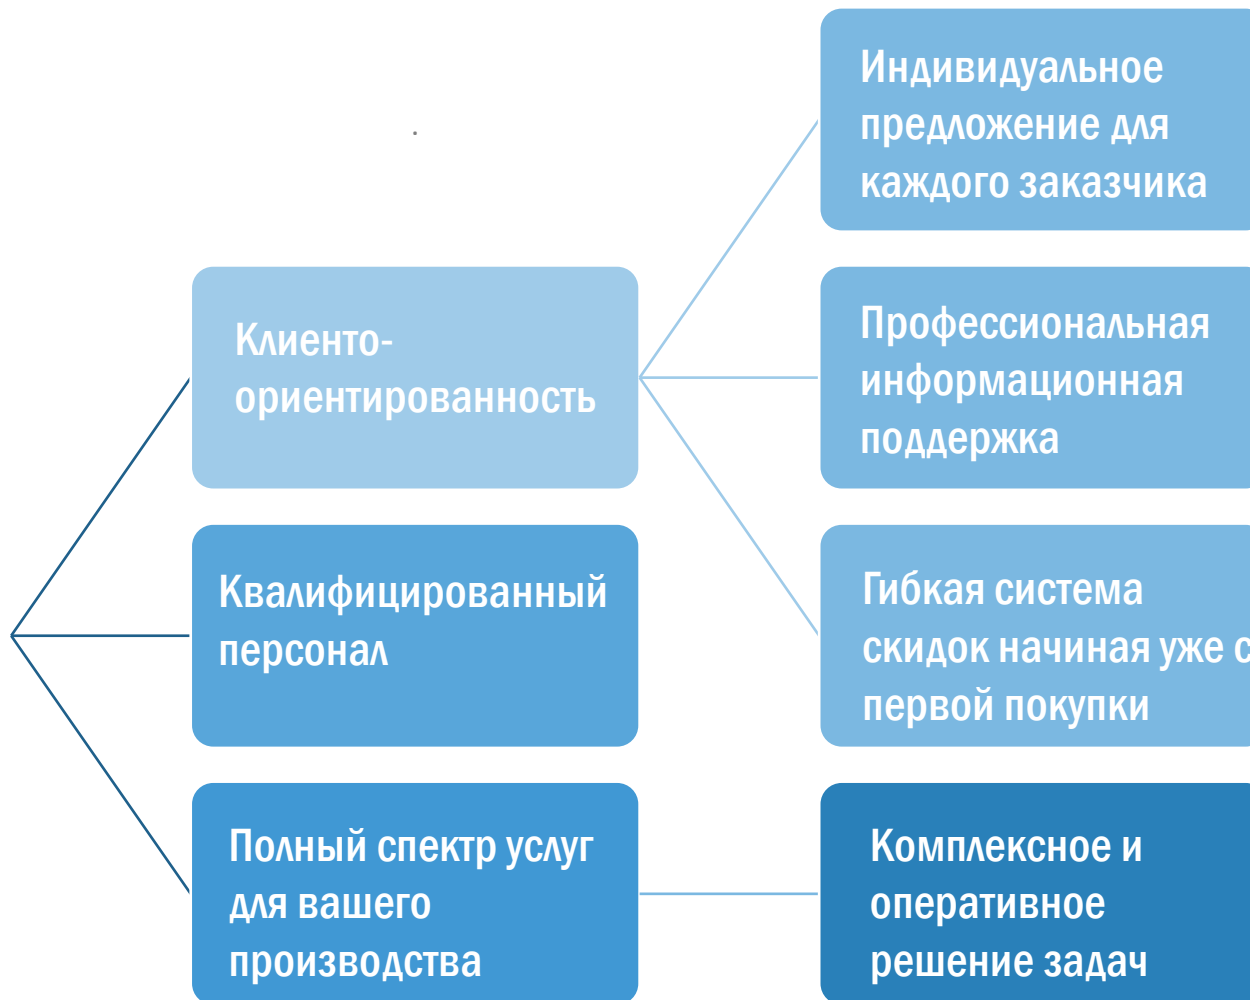 Индивидуальное
предложение для
каждого заказчика
Клиенто-
ориентированность
Профессиональная
информационная
поддержка
Квалифицированный
персонал
Гибкая система
скидок начиная уже с
первой покупки
Полный спектр услуг
для вашего
производства
Комплексное и
оперативное
решение задач